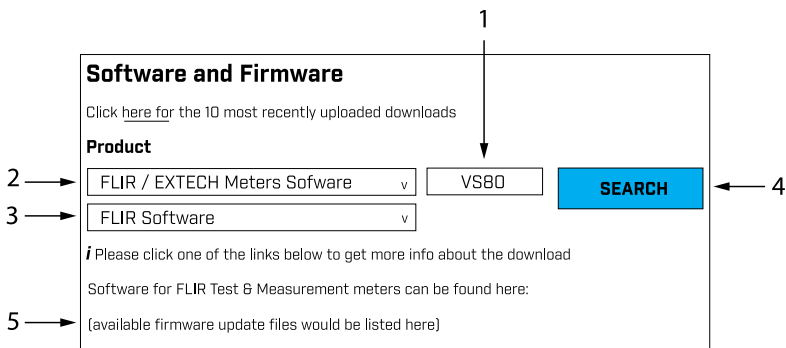 1
Software and Firmware
Click here for the 10 most recently uploaded downloads
Product
2 FLIR / EXTECH Meters Sofware v VS80 SEARCH 4
3 FLIR Software v
i Please click one of the links below to get more info about the download
Software for FLIR Test & Measurement meters can be found here:
5 (available firmware update files would be listed here)